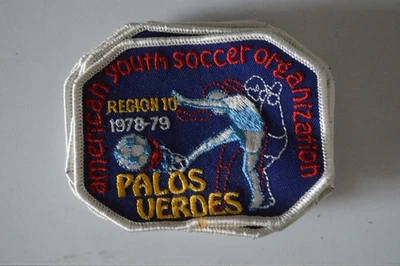 american youth soccer organization
REGION 10
1978-79
PALOS
VERDES